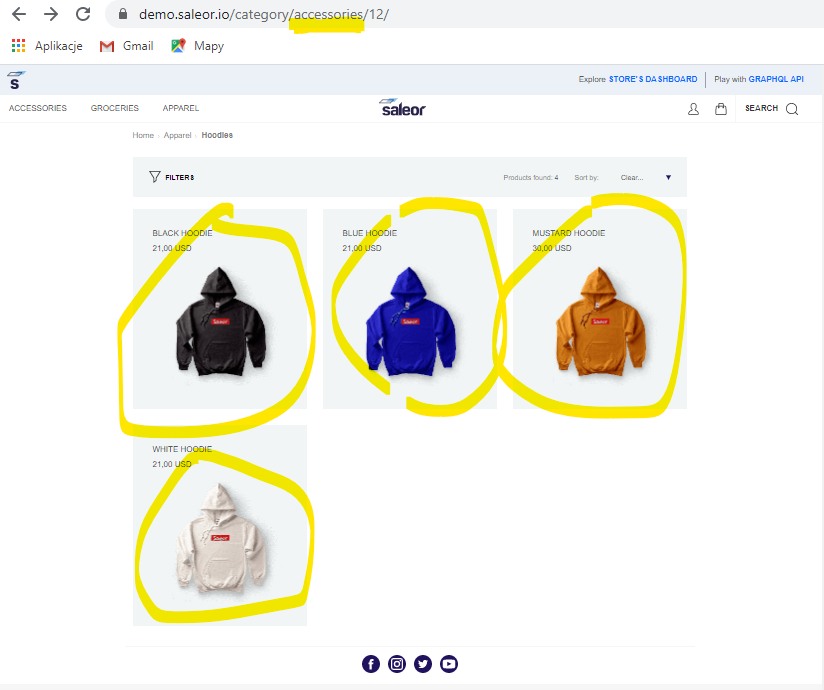 demo.saleor.io/category/accessories/12/
Aplikacje Gmail Mapy
S
Explore STORE'S DASHBOARD Play with GRAPHQL API
ACCESSORIES GROCERIES APPAREL saleor SEARCH
Home › Apparel › Hoodies
FILTERS Products found: 4 Sort by: Clear...
BLACK HOODIE
21,00 USD
Saleor
BLUE HOODIE
21,00 USD
Saleor
MUSTARD HOODIE
30,00 USD
Saleor
WHITE HOODIE
21,00 USD
Saleor